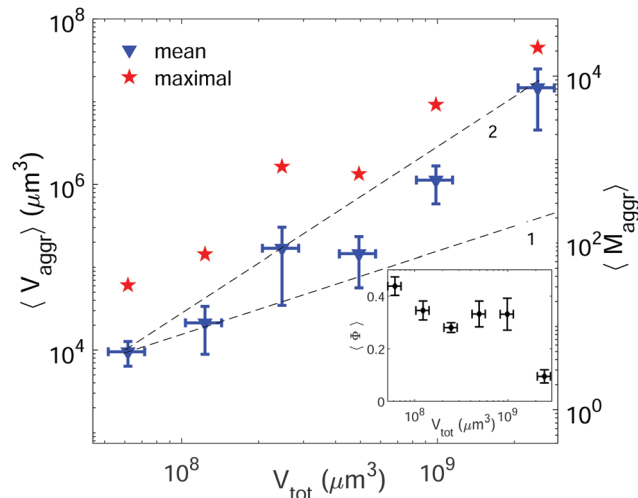 10^8
mean
maximal
10^4
2
⟨V_aggr⟩ (μm^3)
10^6
10^2
⟨M_aggr⟩
1
0.4
⟨Φ⟩
0.2
10^4
0
10^0
10^8
10^9
V_tot (μm^3)
10^8
10^9
V_tot (μm^3)